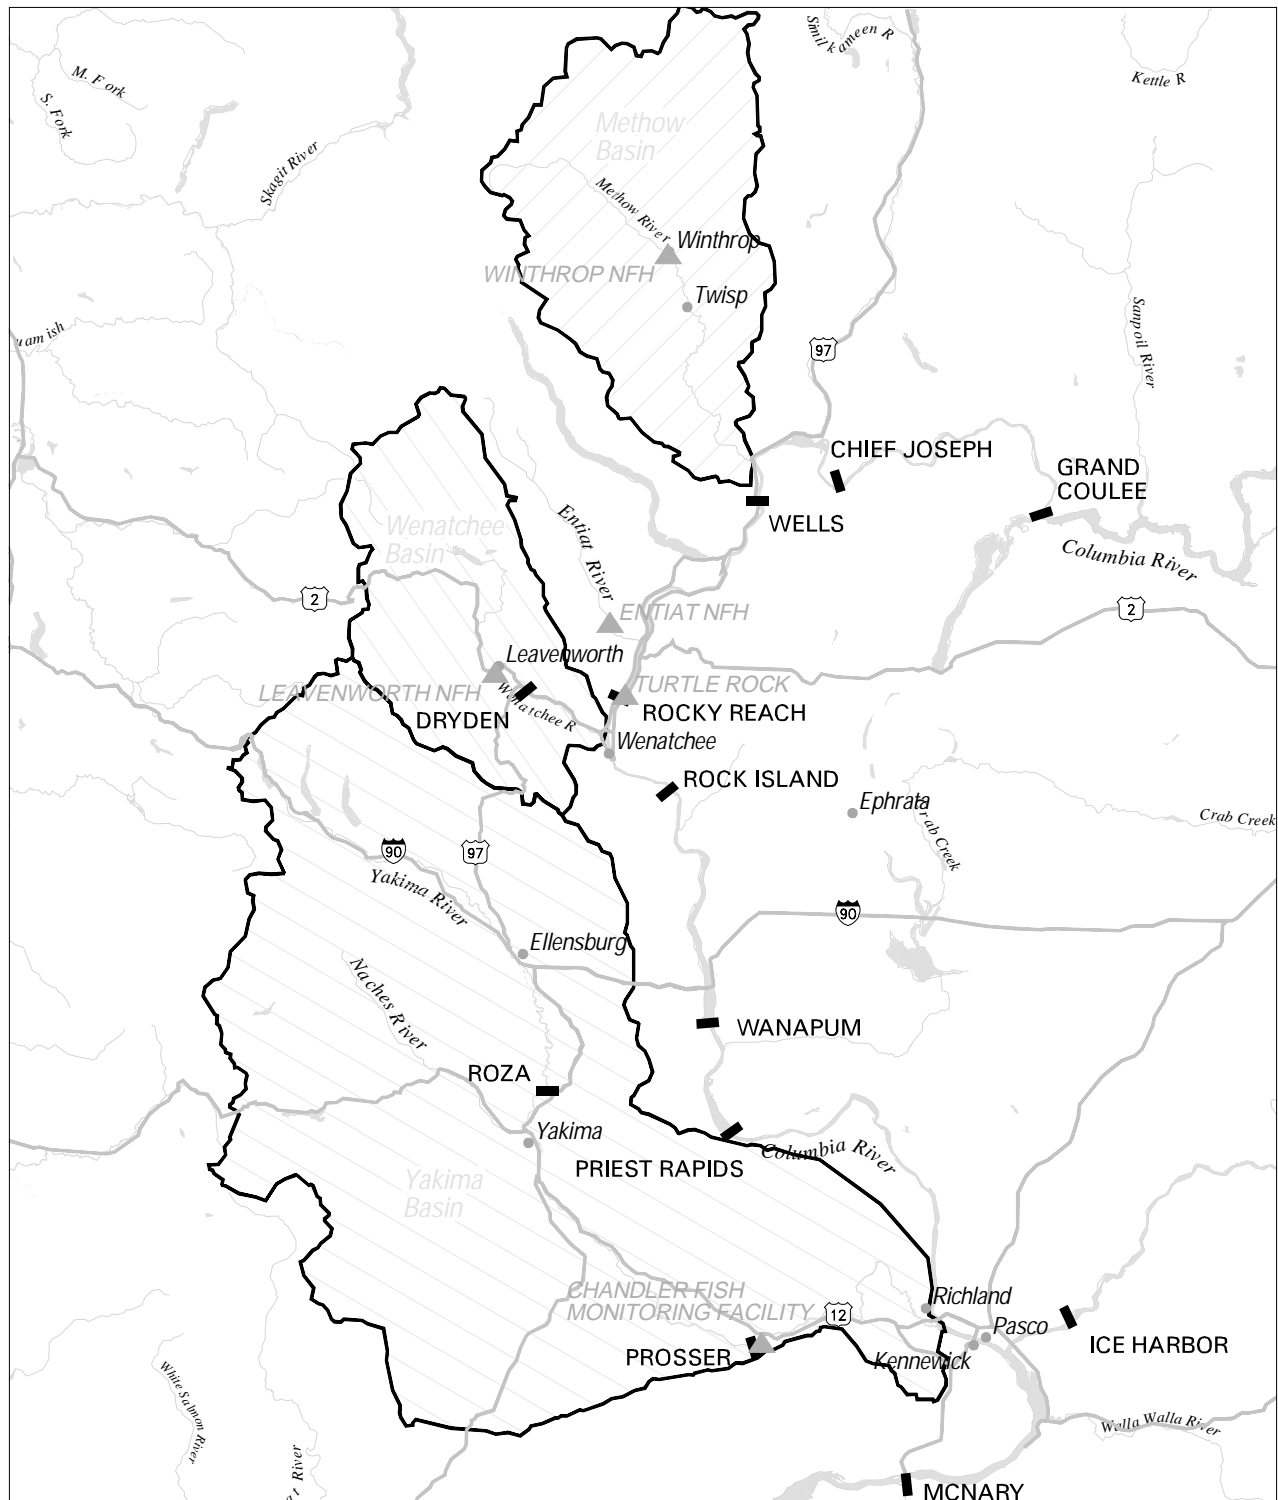 Similkameen R
M. Fork
Kettle R
S. Fork
Methow
Basin
Skagit River
Methow River
Winthrop
WINTHROP NFH
Twisp
Sanpoil River
uamish
97
CHIEF JOSEPH
GRAND
COULEE
WELLS
Wenatchee
Basin
Entiat River
Columbia River
2
2
ENTIAT NFH
Leavenworth
LEAVENWORTH NFH
TURTLE ROCK
Wenatchee R
DRYDEN
ROCKY REACH
Wenatchee
ROCK ISLAND
Ephrata
Crab Creek
Crab Creek
90
97
Yakima River
90
Ellensburg
Naches River
WANAPUM
ROZA
Yakima
Columbia River
PRIEST RAPIDS
Yakima
Basin
CHANDLER FISH
MONITORING FACILITY
Richland
12
Pasco
PROSSER
Kennewick
ICE HARBOR
White Salmon River
Walla Walla River
at River
MCNARY